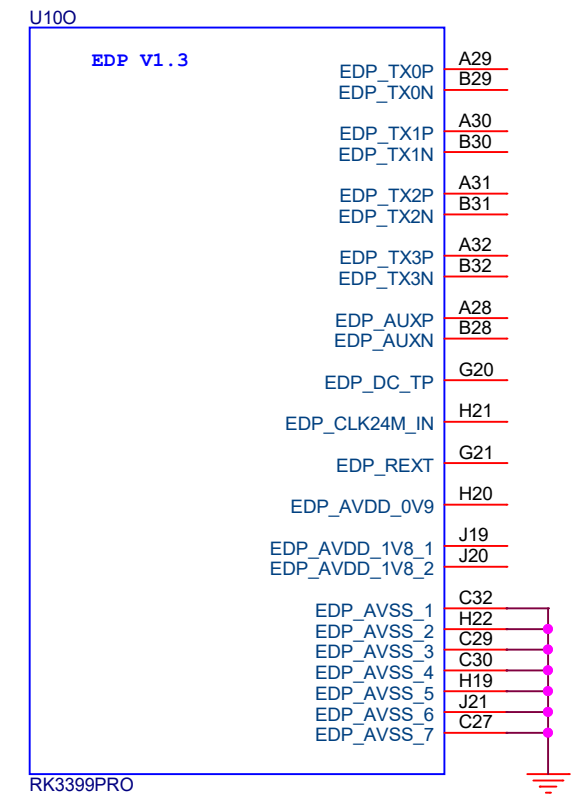 U10O
EDP V1.3
EDP_TX0P A29
EDP_TX0N B29
EDP_TX1P A30
EDP_TX1N B30
EDP_TX2P A31
EDP_TX2N B31
EDP_TX3P A32
EDP_TX3N B32
EDP_AUXP A28
EDP_AUXN B28
EDP_DC_TP G20
EDP_CLK24M_IN H21
EDP_REXT G21
EDP_AVDD_0V9 H20
EDP_AVDD_1V8_1 J19
EDP_AVDD_1V8_2 J20
EDP_AVSS_1 C32
EDP_AVSS_2 H22
EDP_AVSS_3 C29
EDP_AVSS_4 C30
EDP_AVSS_5 H19
EDP_AVSS_6 J21
EDP_AVSS_7 C27
RK3399PRO